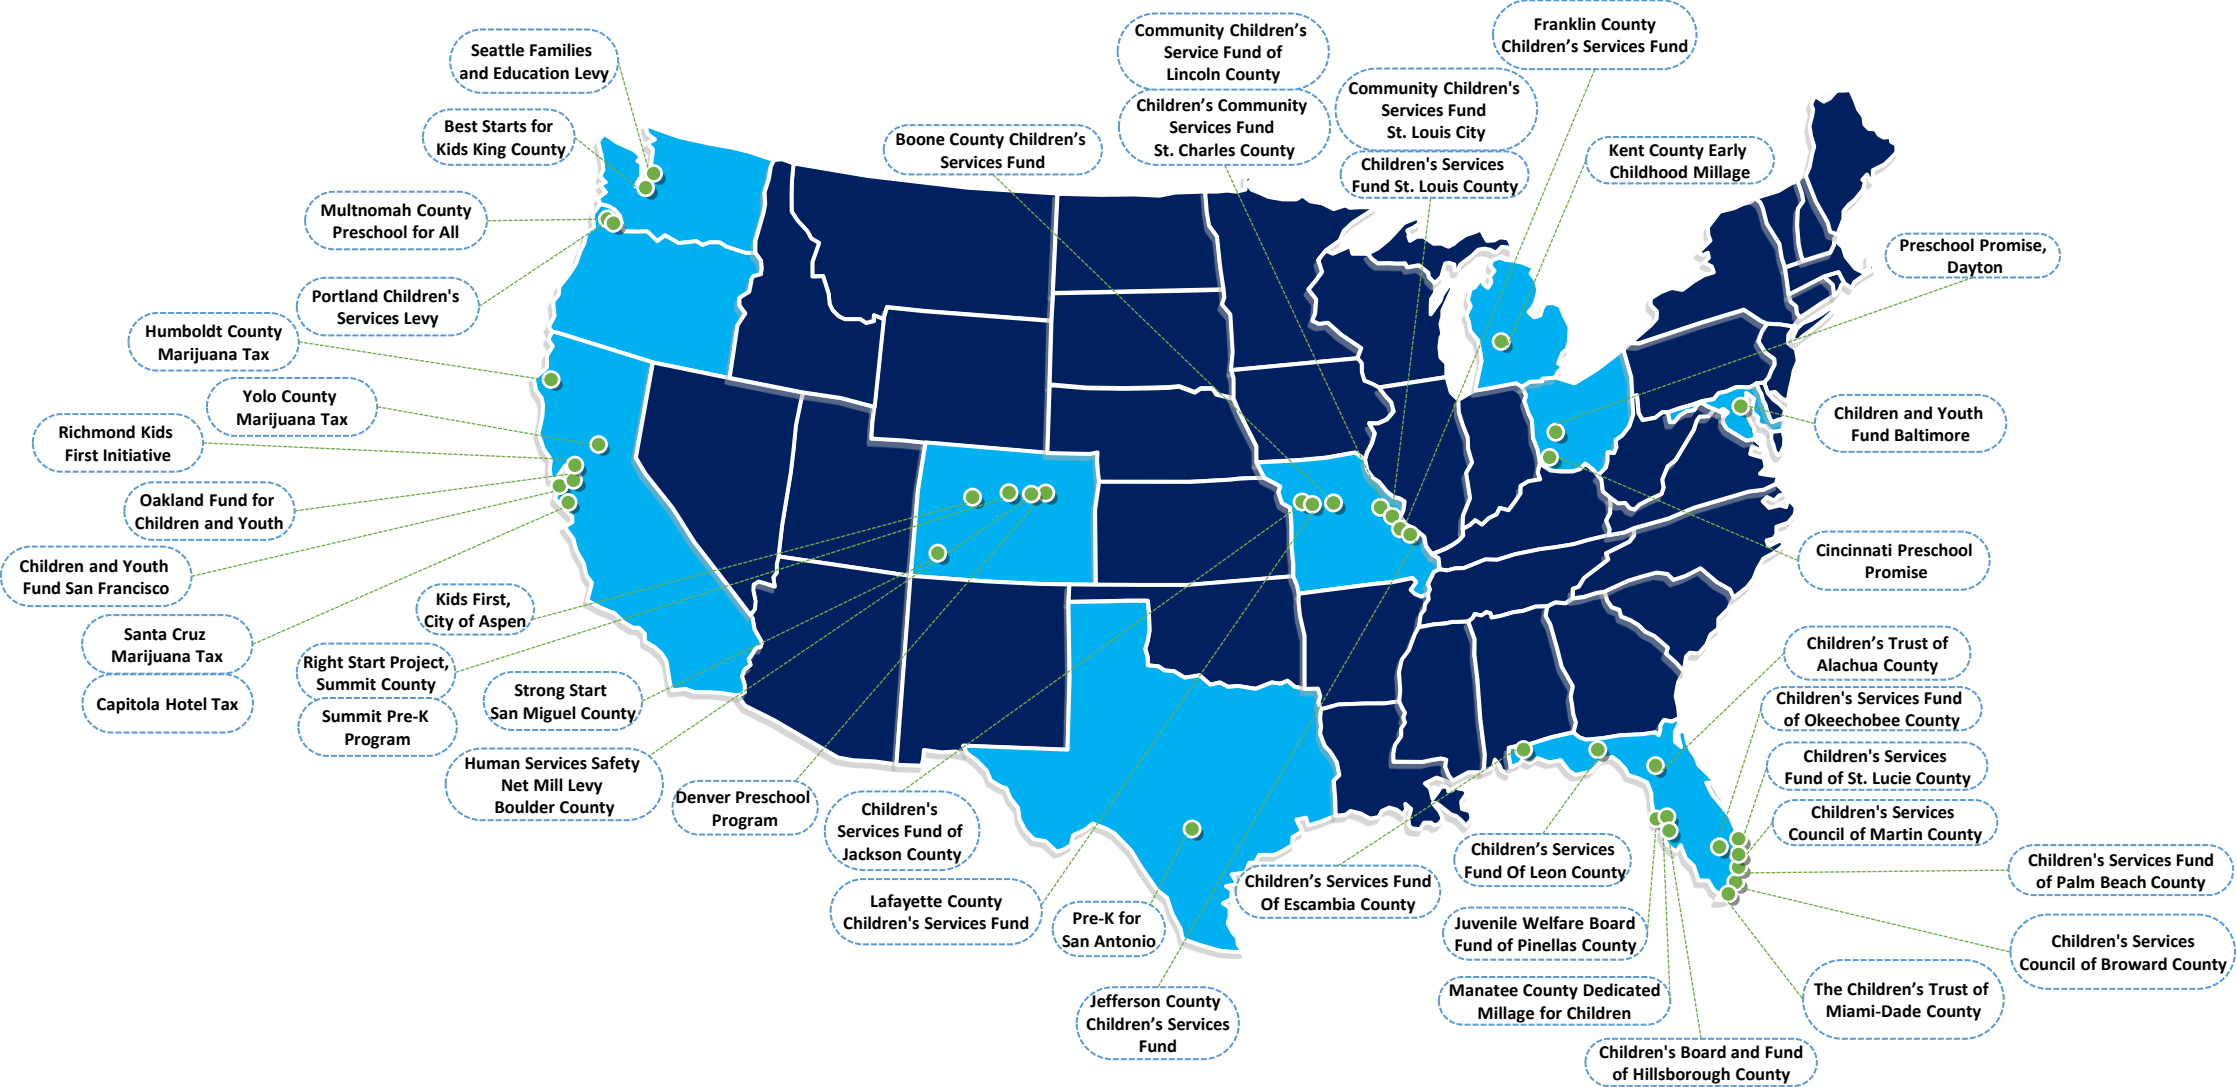 Seattle Families
and Education Levy
Best Starts for
Kids King County
Multnomah County
Preschool for All
Portland Children's
Services Levy
Humboldt County
Marijuana Tax
Yolo County
Marijuana Tax
Richmond Kids
First Initiative
Oakland Fund for
Children and Youth
Children and Youth
Fund San Francisco
Santa Cruz
Marijuana Tax
Capitola Hotel Tax
Kids First,
City of Aspen
Right Start Project,
Summit County
Summit Pre-K
Program
Strong Start
San Miguel County
Human Services Safety
Net Mill Levy
Boulder County
Denver Preschool
Program
Boone County Children’s
Services Fund
Community Children’s
Service Fund of
Lincoln County
Children’s Community
Services Fund
St. Charles County
Community Children's
Services Fund
St. Louis City
Children's Services
Fund St. Louis County
Franklin County
Children’s Services Fund
Kent County Early
Childhood Millage
Preschool Promise,
Dayton
Children and Youth
Fund Baltimore
Cincinnati Preschool
Promise
Children's
Services Fund of
Jackson County
Lafayette County
Children's Services Fund
Pre-K for
San Antonio
Jefferson County
Children’s Services
Fund
Children’s Services Fund
Of Escambia County
Children’s Services
Fund Of Leon County
Juvenile Welfare Board
Fund of Pinellas County
Manatee County Dedicated
Millage for Children
Children's Board and Fund
of Hillsborough County
Children’s Trust of
Alachua County
Children's Services Fund
of Okeechobee County
Children's Services
Fund of St. Lucie County
Children's Services
Council of Martin County
Children's Services Fund
of Palm Beach County
Children's Services
Council of Broward County
The Children’s Trust of
Miami-Dade County